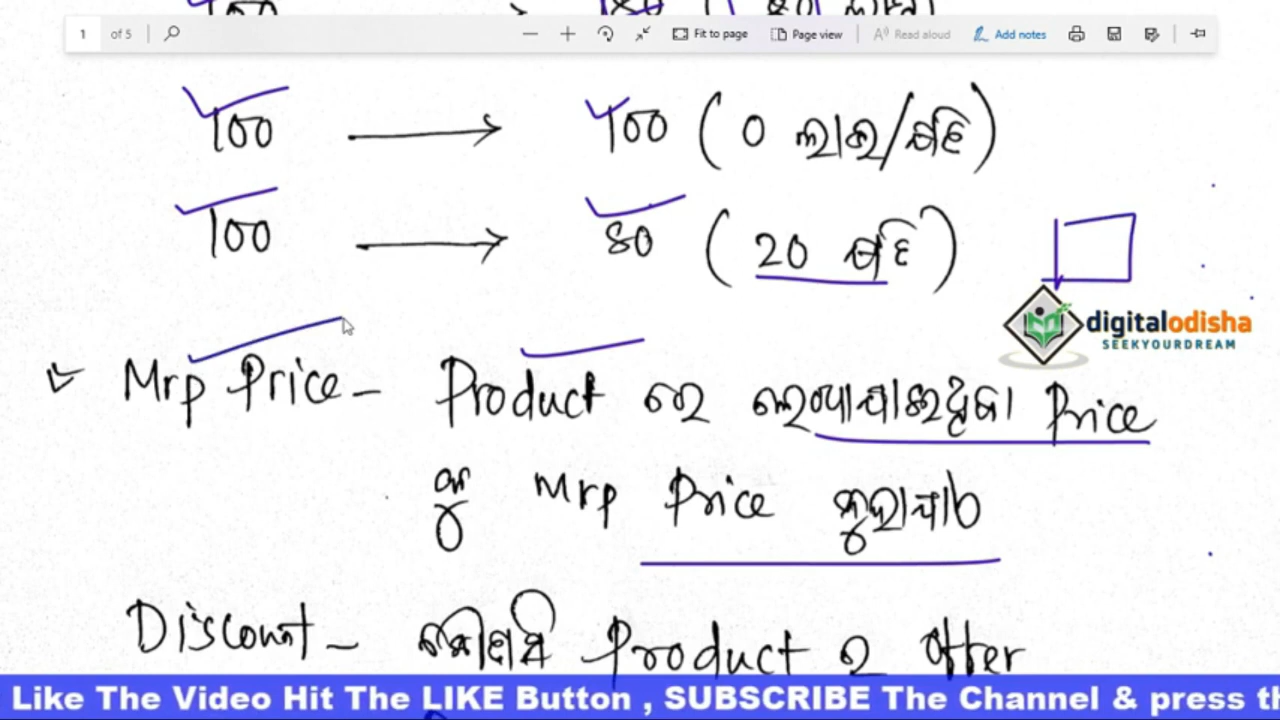 1 of 5 Fit to page Page view Read aloud Add notes
100 → 100 (0 ଲାଭ/କ୍ଷତି)
100 → 80 (20 କ୍ଷତି)
digitalodisha
SEEKYOURDREAM
Mrp Price - Product ରେ ଲେଖାଯାଇଥିବା Price
କୁ Mrp Price କୁହାଯାଏ
Discount - Product ର offer
Like The Video Hit The LIKE Button , SUBSCRIBE The Channel & press th